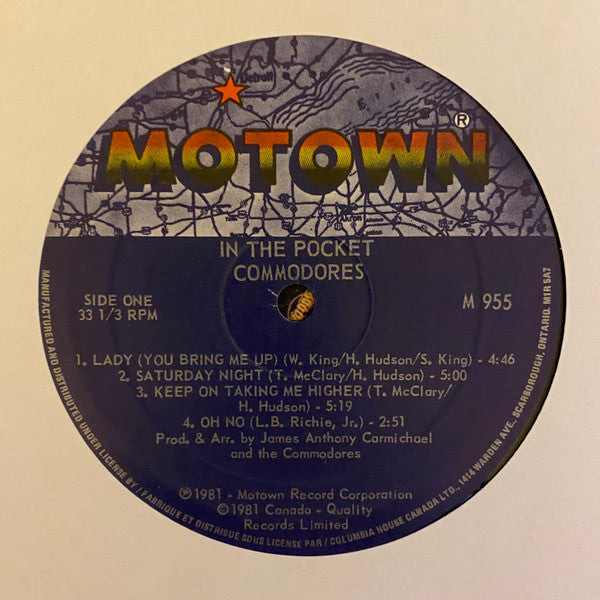 Detroit
ERIE
MOTOWN®
IN THE POCKET
COMMODORES
SIDE ONE
33 1/3 RPM
M 955
1. LADY (YOU BRING ME UP) (W. King/H. Hudson/S. King) - 4:46
2. SATURDAY NIGHT (T. McClary/H. Hudson) - 5:00
3. KEEP ON TAKING ME HIGHER (T. McClary/
H. Hudson) - 5:19
4. OH NO (L.B. Richie, Jr.) - 2:51
Prod. & Arr. by James Anthony Carmichael
and the Commodores
℗1981 - Motown Record Corporation
©1981 Canada - Quality
Records Limited
MANUFACTURED AND DISTRIBUTED UNDER LICENSE BY / FABRIQUE ET DISTRIBUE SOUS LICENSE PAR / COLUMBIA HOUSE CANADA LTD., 1414 WARDEN AVE., SCARBOROUGH, ONTARIO. M1R 5A7